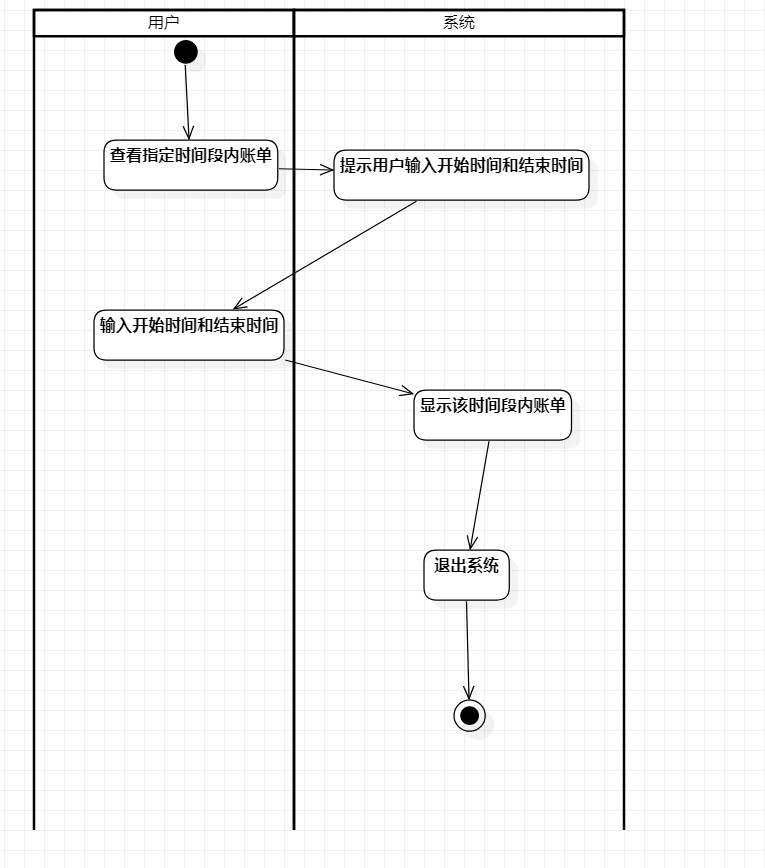 用户
系统
查看指定时间段内账单
提示用户输入开始时间和结束时间
输入开始时间和结束时间
显示该时间段内账单
退出系统